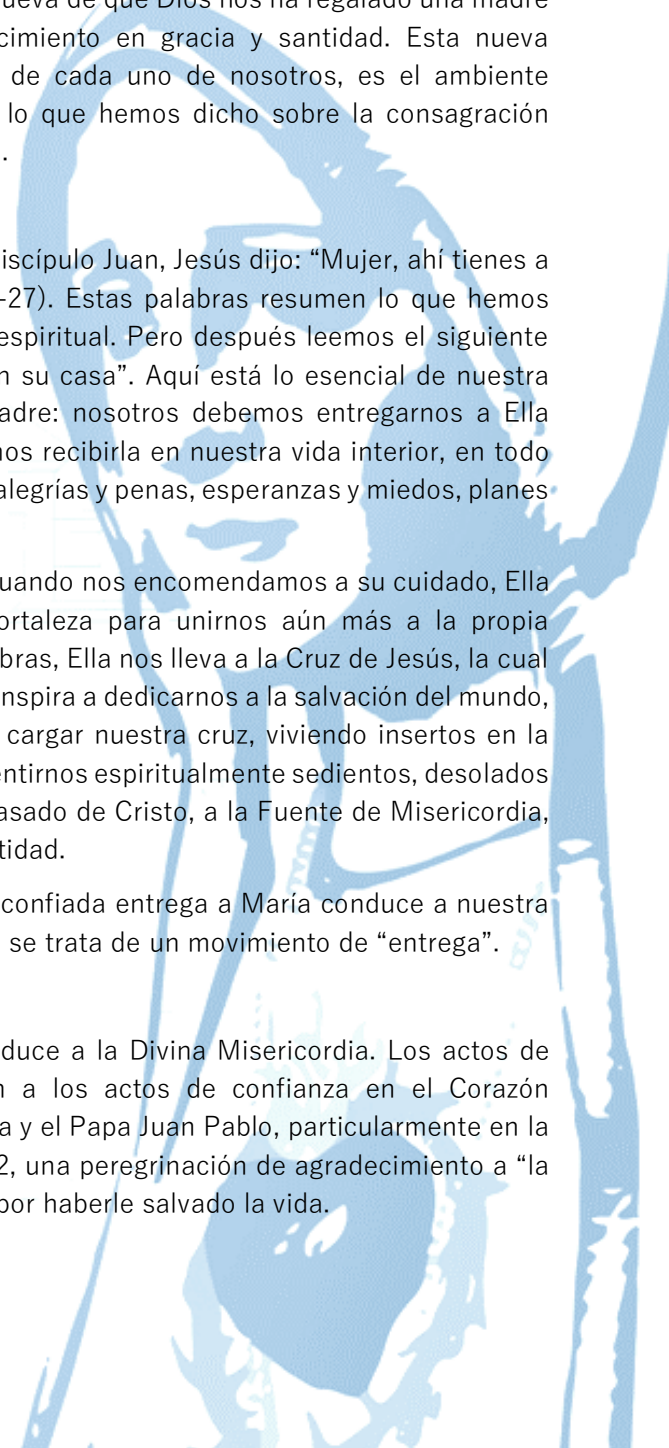 ueva de que Dios nos ha regalado una madre
cimiento en gracia y santidad. Esta nueva
de cada uno de nosotros, es el ambiente
lo que hemos dicho sobre la consagración
.
iscípulo Juan, Jesús dijo: “Mujer, ahí tienes a
-27). Estas palabras resumen lo que hemos
espiritual. Pero después leemos el siguiente
n su casa”. Aquí está lo esencial de nuestra
adre: nosotros debemos entregarnos a Ella
nos recibirla en nuestra vida interior, en todo
alegrías y penas, esperanzas y miedos, planes
uando nos encomendamos a su cuidado, Ella
ortaleza para unirnos aún más a la propia
bras, Ella nos lleva a la Cruz de Jesús, la cual
nspira a dedicarnos a la salvación del mundo,
cargar nuestra cruz, viviendo insertos en la
entirnos espiritualmente sedientos, desolados
asado de Cristo, a la Fuente de Misericordia,
tidad.
confiada entrega a María conduce a nuestra
se trata de un movimiento de “entrega”.
duce a la Divina Misericordia. Los actos de
n a los actos de confianza en el Corazón
a y el Papa Juan Pablo, particularmente en la
2, una peregrinación de agradecimiento a “la
por haberle salvado la vida.